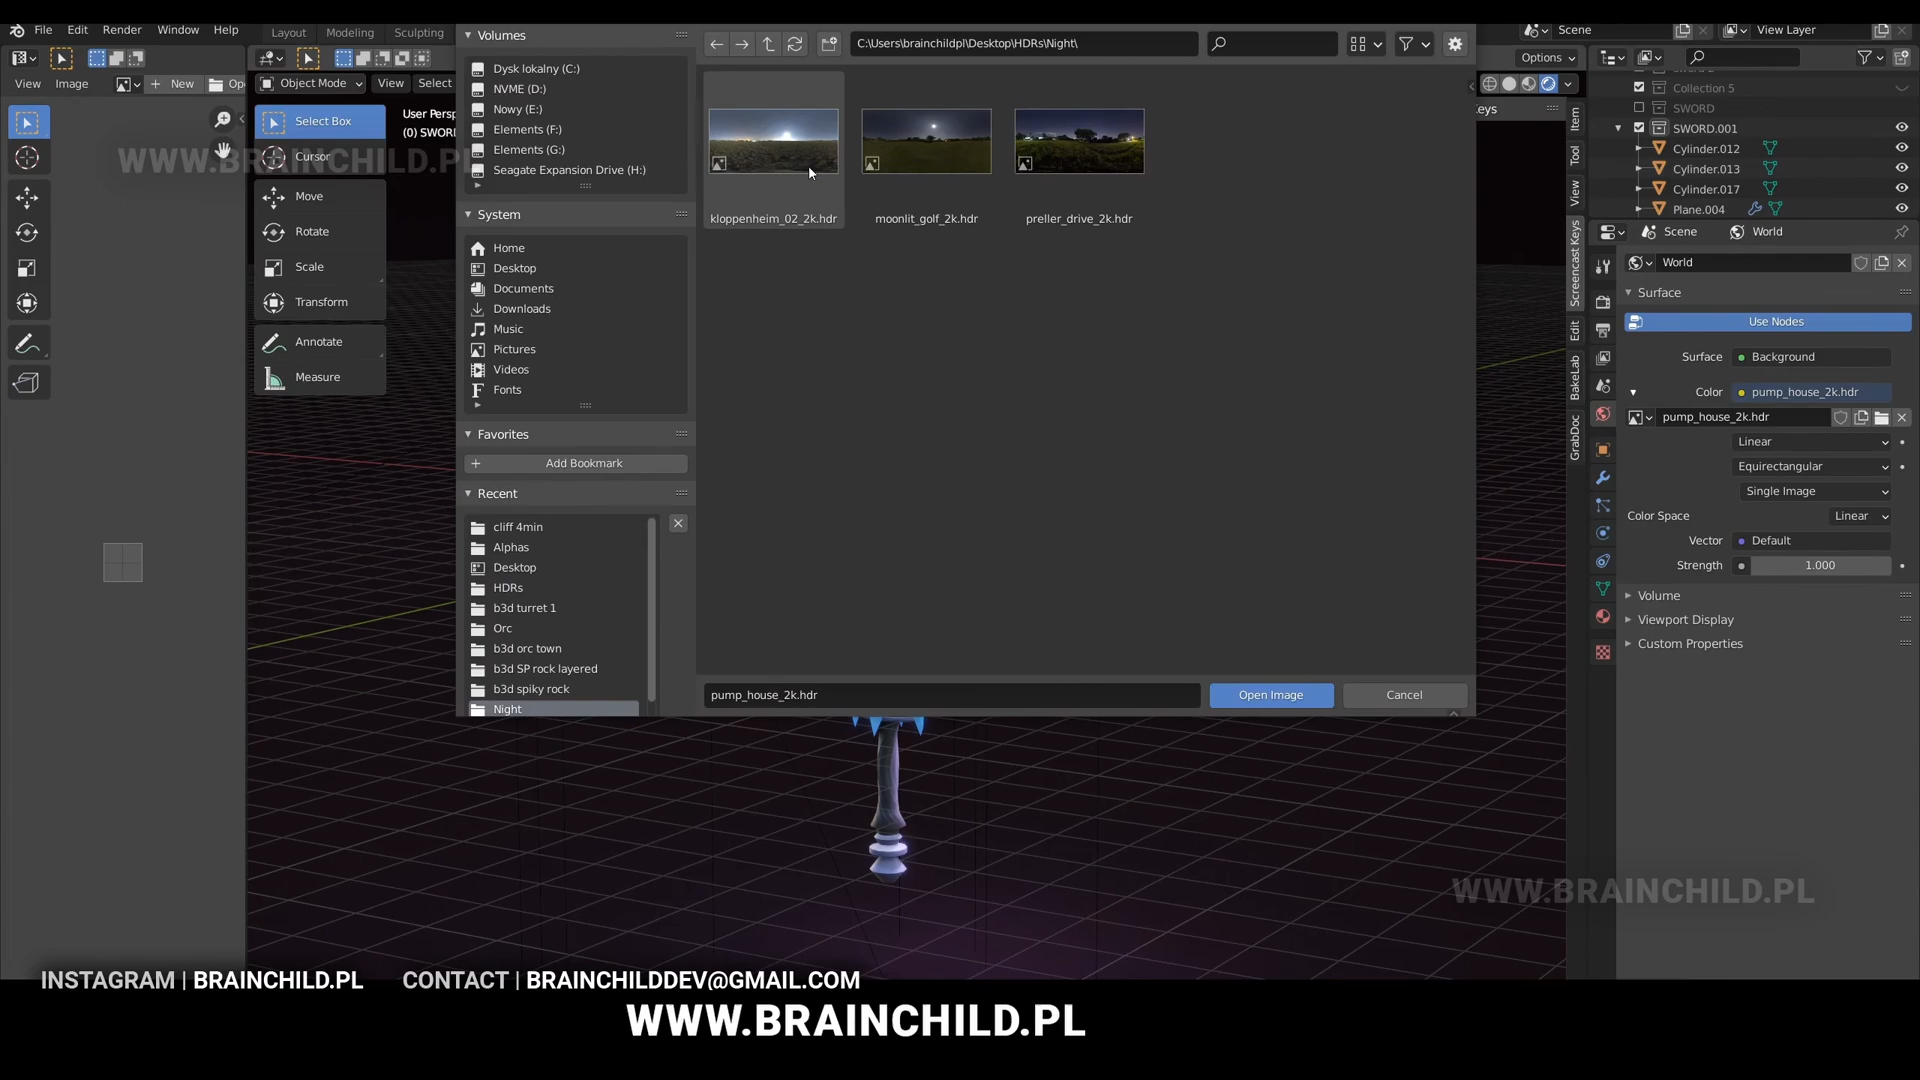 File Edit Render Window Help Layout Modeling Sculpting
Volumes
C:\Users\brainchildpl\Desktop\HDRs\Night\
Scene
View Layer
View Image New Op
Object Mode View Select
Options
Select Box
User Persp
(0) SWOR
Cursor
Move
Rotate
Scale
Transform
Annotate
Measure
WWW.BRAINCHILD.PL
Dysk lokalny (C:)
NVME (D:)
Nowy (E:)
Elements (F:)
Elements (G:)
Seagate Expansion Drive (H:)
System
Home
Desktop
Documents
Downloads
Music
Pictures
Videos
Fonts
Favorites
Add Bookmark
Recent
cliff 4min
Alphas
Desktop
HDRs
b3d turret 1
Orc
b3d orc town
b3d SP rock layered
b3d spiky rock
Night
kloppenheim_02_2k.hdr
moonlit_golf_2k.hdr
preller_drive_2k.hdr
pump_house_2k.hdr
Open Image
Cancel
eys
Item
Tool
View
Screencast Keys
Edit
BakeLab
GrabDoc
Collection 5
SWORD
SWORD.001
Cylinder.012
Cylinder.013
Cylinder.017
Plane.004
Scene World
World
Surface
Use Nodes
Surface Background
Color pump_house_2k.hdr
pump_house_2k.hdr
Linear
Equirectangular
Single Image
Color Space Linear
Vector Default
Strength 1.000
Volume
Viewport Display
Custom Properties
WWW.BRAINCHILD.PL
INSTAGRAM | BRAINCHILD.PL CONTACT | BRAINCHILDDEV@GMAIL.COM
WWW.BRAINCHILD.PL